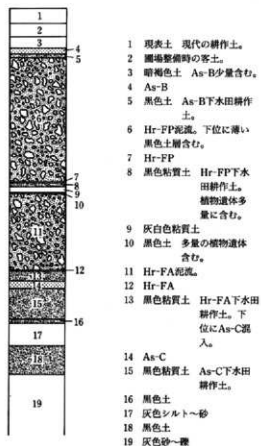 1
2
3
4
5
6
7
8
9
10
11
12
13
14
15
16
17
18
19
1 現表土 現代の耕作土。
2 圃場整備時の客土。
3 暗褐色土 As-B少量含む。
4 As-B
5 黒色土 As-B下水田耕作
土。
6 Hr-FP泥流。下位に薄い
黒色土層含む。
7 Hr-FP
8 黒色粘質土 Hr-FP下水
田耕作土。
植物遺体多
量に含む。
9 灰白色粘質土
10 黒色土 多量の植物遺体
含む。
11 Hr-FA泥流。
12 Hr-FA
13 黒色粘質土 Hr-FA下水田
耕作土。下
位にAs-C混
入。
14 As-C
15 黒色粘質土 As-C下水田
耕作土。
16 黒色土
17 灰色シルト～砂
18 黒色土
19 灰色砂～礫